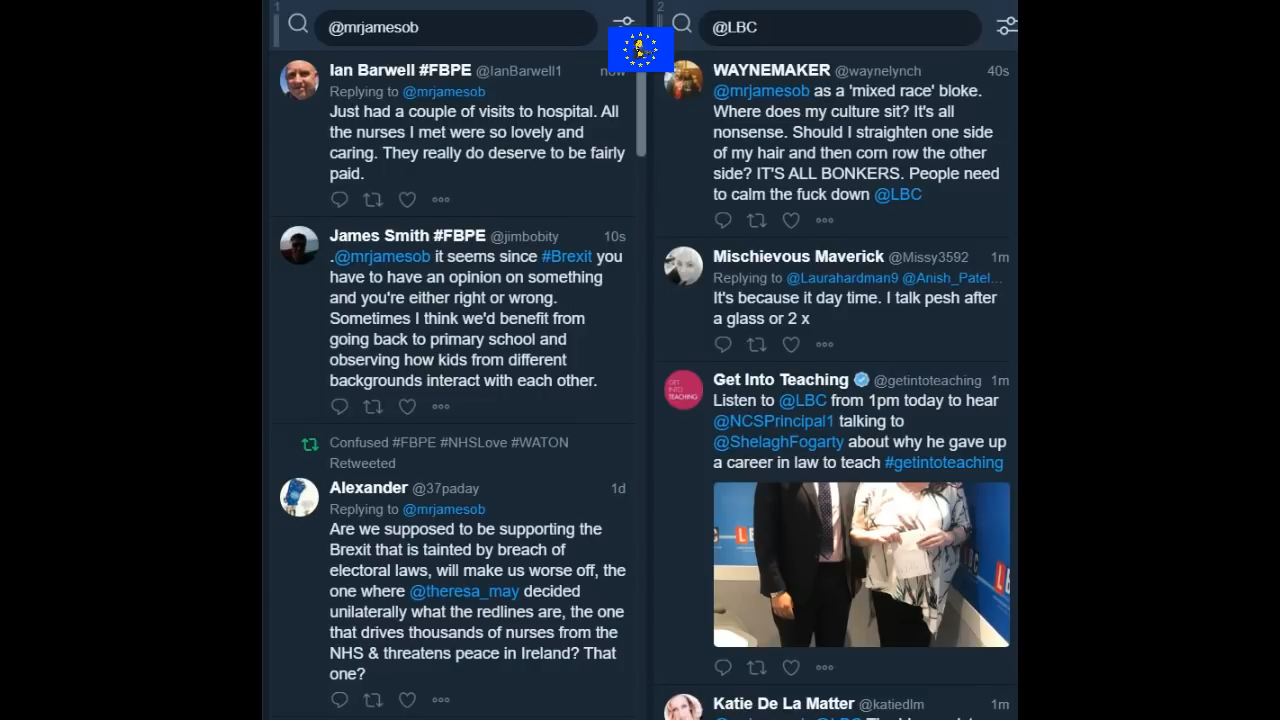 1
@mrjamesob
Ian Barwell #FBPE @IanBarwell1 now
Replying to @mrjamesob
Just had a couple of visits to hospital. All
the nurses I met were so lovely and
caring. They really do deserve to be fairly
paid.
James Smith #FBPE @jimbobity 10s
.@mrjamesob it seems since #Brexit you
have to have an opinion on something
and you're either right or wrong.
Sometimes I think we'd benefit from
going back to primary school and
observing how kids from different
backgrounds interact with each other.
Confused #FBPE #NHSLove #WATON
Retweeted
Alexander @37paday 1d
Replying to @mrjamesob
Are we supposed to be supporting the
Brexit that is tainted by breach of
electoral laws, will make us worse off, the
one where @theresa_may decided
unilaterally what the redlines are, the one
that drives thousands of nurses from the
NHS & threatens peace in Ireland? That
one?
2
@LBC
WAYNEMAKER @waynelynch 40s
@mrjamesob as a 'mixed race' bloke.
Where does my culture sit? It's all
nonsense. Should I straighten one side
of my hair and then corn row the other
side? IT'S ALL BONKERS. People need
to calm the fuck down @LBC
Mischievous Maverick @Missy3592 1m
Replying to @Laurahardman9 @Anish_Patel...
It's because it day time. I talk pesh after
a glass or 2 x
Get Into Teaching @getintoteaching 1m
GET
INTO
TEACHING
Listen to @LBC from 1pm today to hear
@NCSPrincipal1 talking to
@ShelaghFogarty about why he gave up
a career in law to teach #getintoteaching
Katie De La Matter @katiedlm 1m